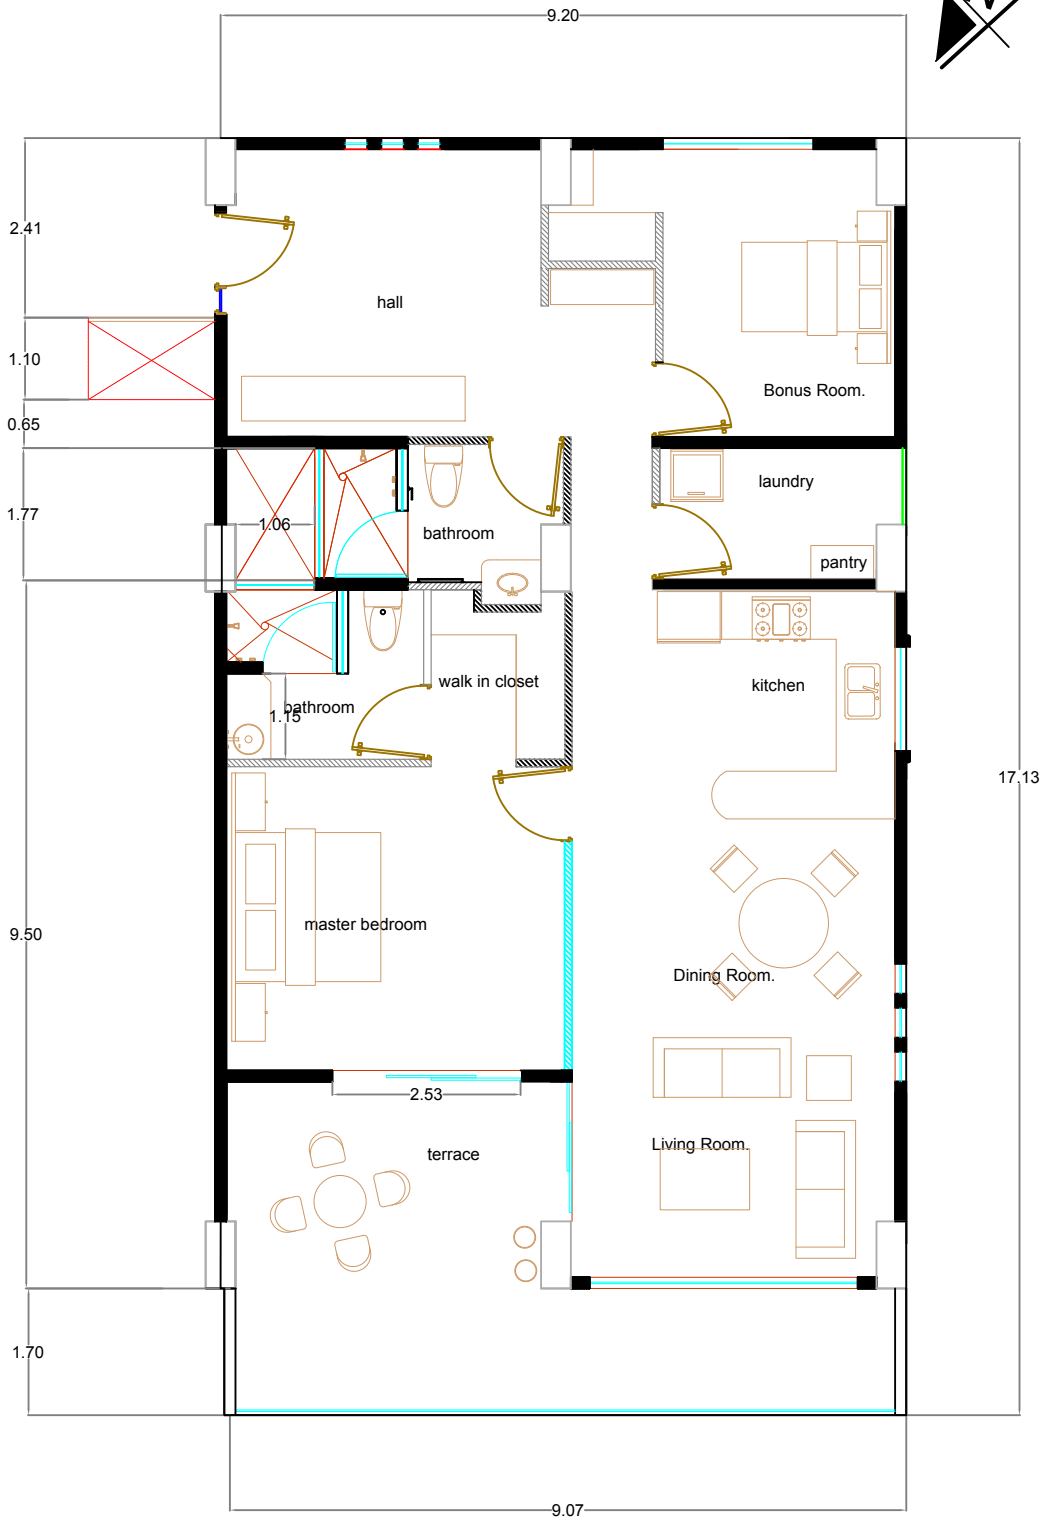 9.20
2.41
hall
1.10
Bonus Room.
0.65
laundry
1.77
1.06
bathroom
pantry
walk in closet
kitchen
bathroom
1.15
17.13
master bedroom
9.50
Dining Room.
2.53
Living Room.
terrace
1.70
9.07